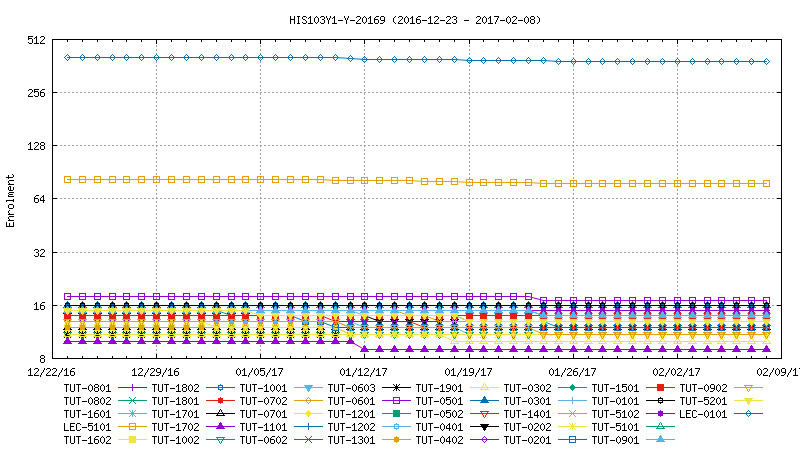 HIS103Y1-Y-20169 (2016-12-23 - 2017-02-08)
512
256
128
64
32
16
8
Enrolment
12/22/16 12/29/16 01/05/17 01/12/17 01/19/17 01/26/17 02/02/17 02/09/17
TUT-0801 TUT-1802 TUT-1001 TUT-0603 TUT-1901 TUT-0302 TUT-1501 TUT-0902
TUT-0802 TUT-1801 TUT-0702 TUT-0601 TUT-0501 TUT-0301 TUT-0101 TUT-5201
TUT-1601 TUT-1701 TUT-0701 TUT-1201 TUT-0502 TUT-1401 TUT-5102 LEC-0101
LEC-5101 TUT-1702 TUT-1101 TUT-1202 TUT-0401 TUT-0202 TUT-5101
TUT-1602 TUT-1002 TUT-0602 TUT-1301 TUT-0402 TUT-0201 TUT-0901